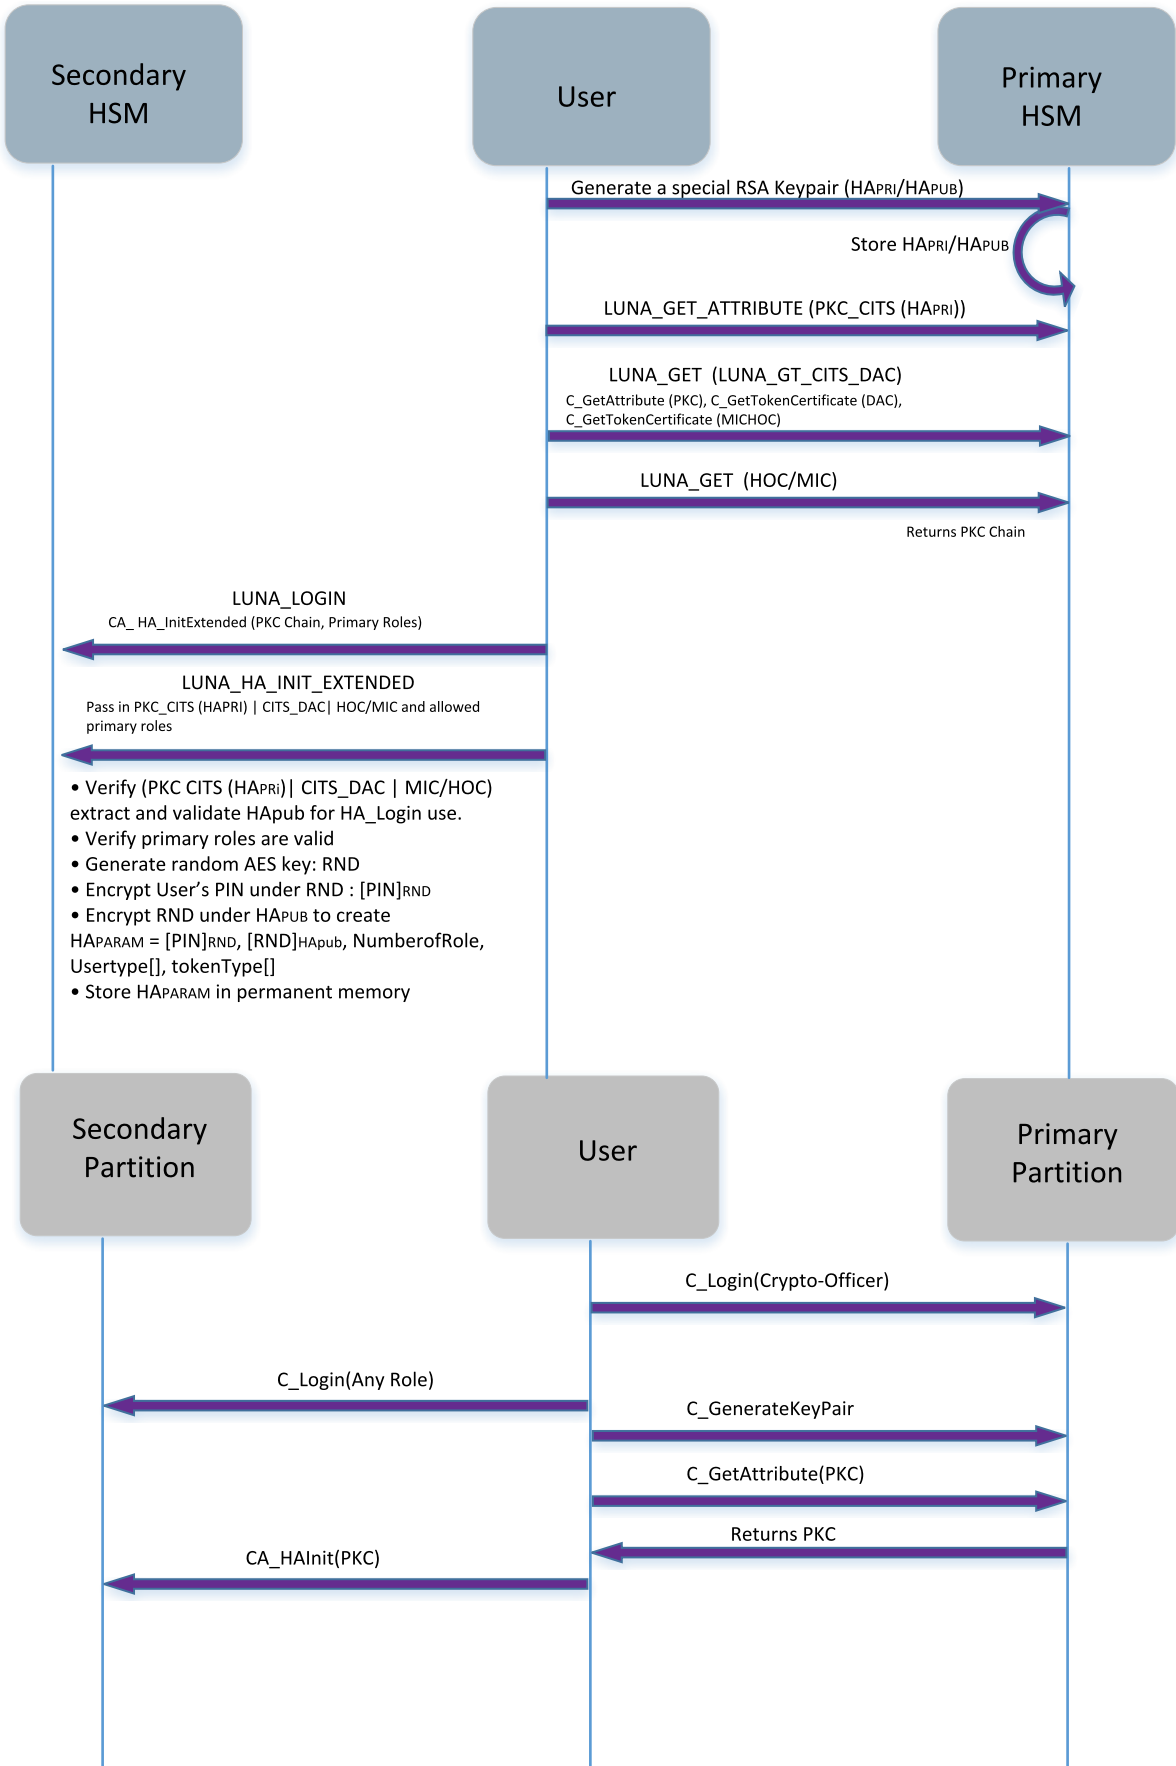 Secondary
HSM
User
Primary
HSM
Generate a special RSA Keypair (HAPRI/HAPUB)
Store HAPRI/HAPUB
LUNA_GET_ATTRIBUTE (PKC_CITS (HAPRI))
LUNA_GET (LUNA_GT_CITS_DAC)
C_GetAttribute (PKC), C_GetTokenCertificate (DAC),
C_GetTokenCertificate (MICHOC)
LUNA_GET (HOC/MIC)
Returns PKC Chain
LUNA_LOGIN
CA_ HA_InitExtended (PKC Chain, Primary Roles)
LUNA_HA_INIT_EXTENDED
Pass in PKC_CITS (HAPRI) | CITS_DAC| HOC/MIC and allowed
primary roles
• Verify (PKC CITS (HAPRi)| CITS_DAC | MIC/HOC)
extract and validate HApub for HA_Login use.
• Verify primary roles are valid
• Generate random AES key: RND
• Encrypt User’s PIN under RND : [PIN]RND
• Encrypt RND under HAPUB to create
HAPARAM = [PIN]RND, [RND]HApub, NumberofRole,
Usertype[], tokenType[]
• Store HAPARAM in permanent memory
Secondary
Partition
User
Primary
Partition
C_Login(Crypto-Officer)
C_Login(Any Role)
C_GenerateKeyPair
C_GetAttribute(PKC)
Returns PKC
CA_HAInit(PKC)